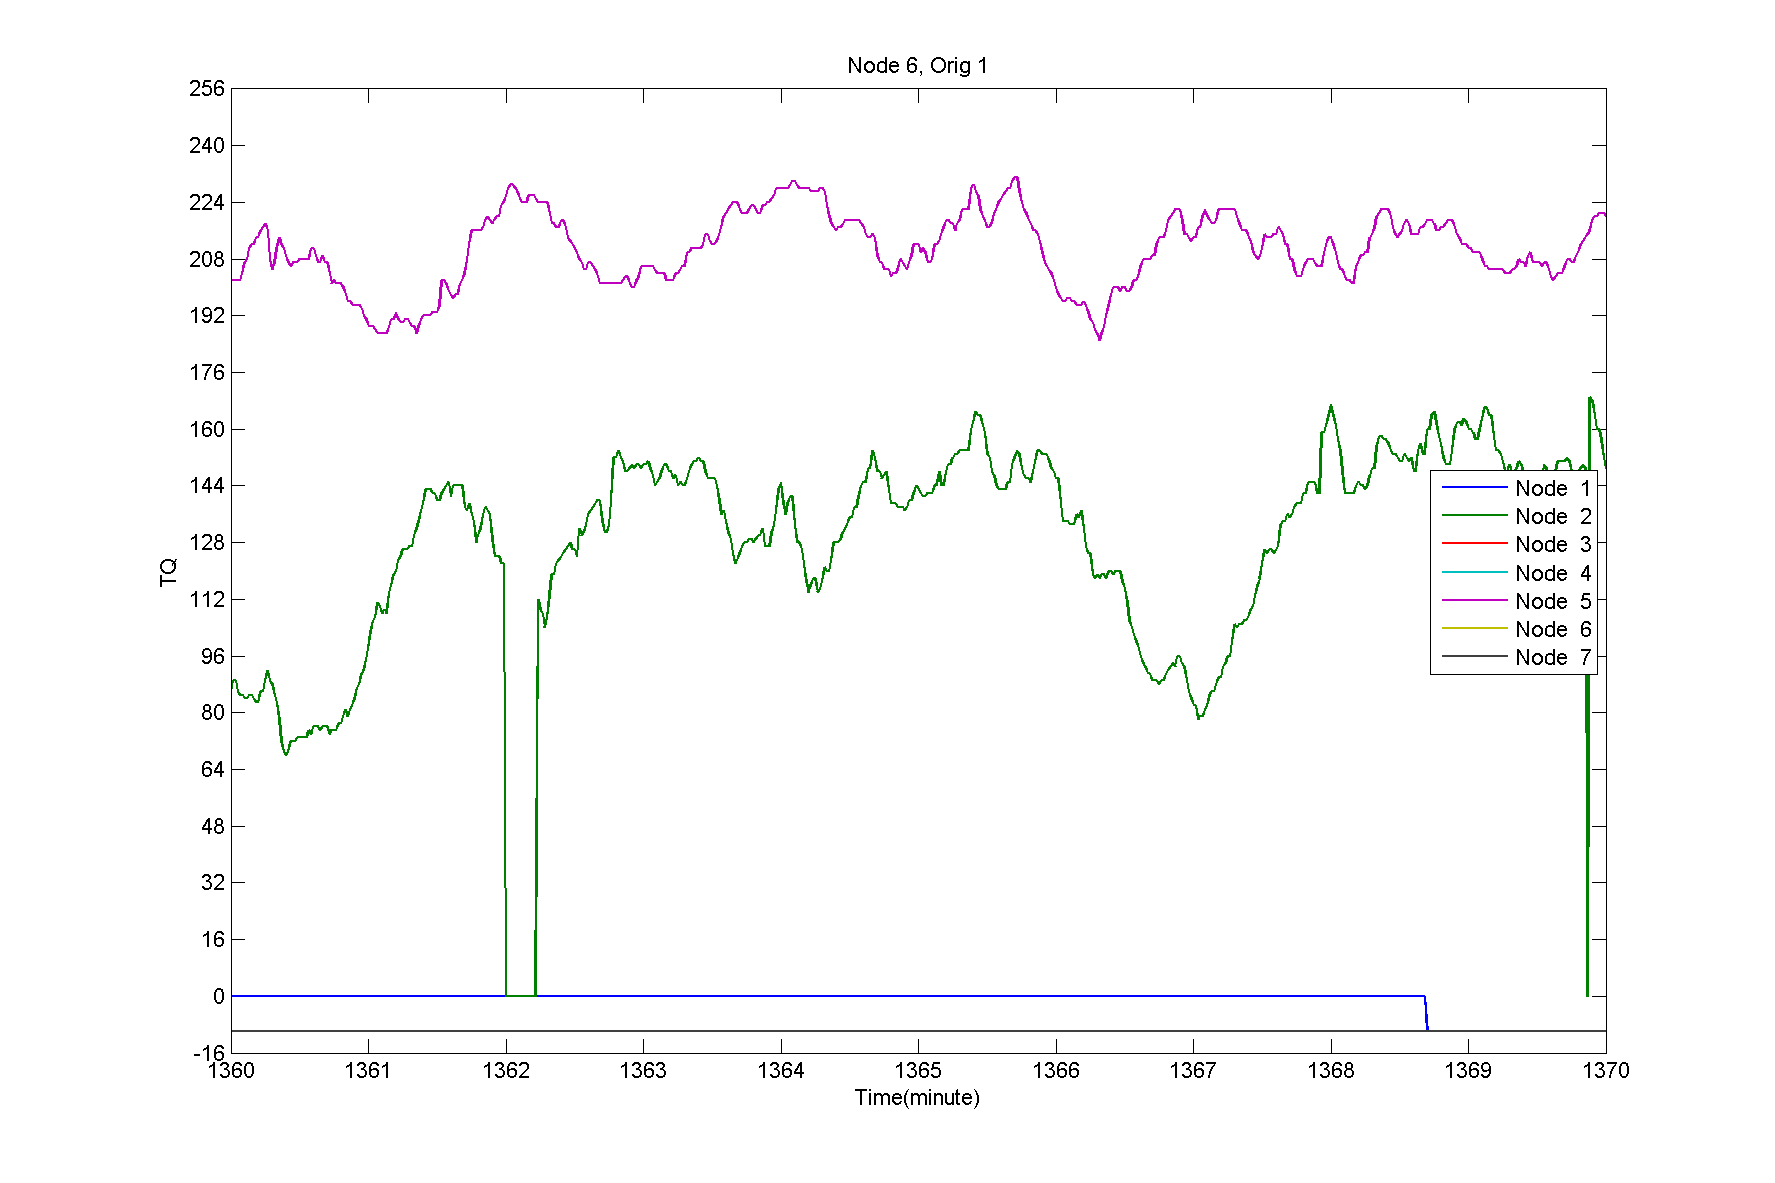 Node 6, Orig 1
256
240
224
208
192
176
160
144
128
112
96
80
64
48
32
16
0
-16
TQ
Node 1
Node 2
Node 3
Node 4
Node 5
Node 6
Node 7
1360 1361 1362 1363 1364 1365 1366 1367 1368 1369 1370
Time(minute)